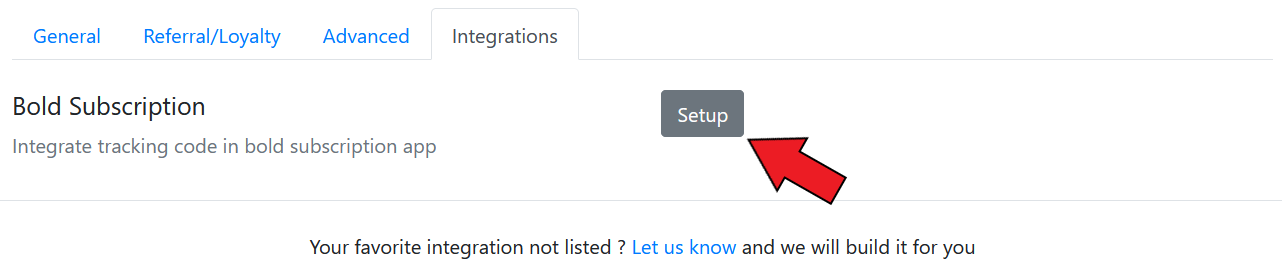 General Referral/Loyalty Advanced Integrations
Bold Subscription Setup
Integrate tracking code in bold subscription app
Your favorite integration not listed ? Let us know and we will build it for you